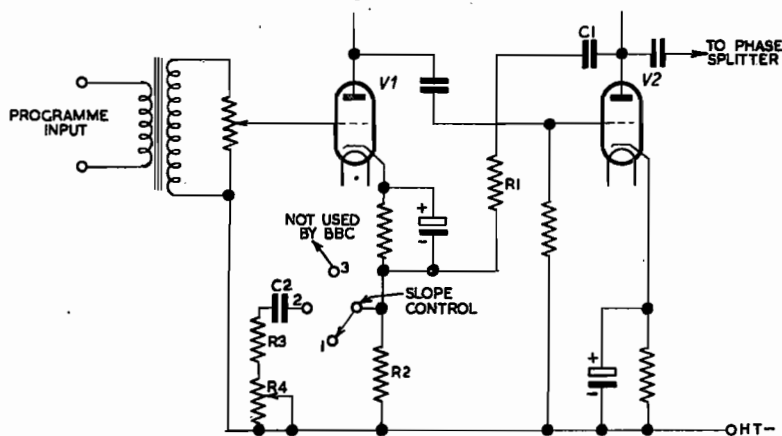 C1
TO PHASE
SPLITTER
V1
V2
PROGRAMME
INPUT
R1
+
-
NOT USED
BY BBC
3
C2
2
SLOPE
CONTROL
1
R3
R4
R2
+
-
HT-